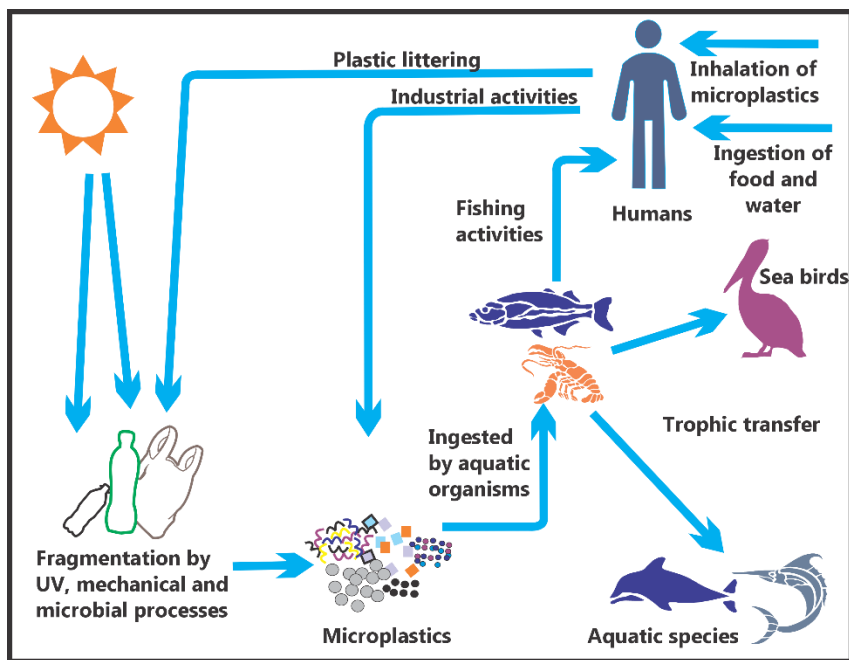 Plastic littering
Industrial activities
Inhalation of
microplastics
Ingestion of
food and
water
Humans
Fishing
activities
Sea birds
Trophic transfer
Ingested
by aquatic
organisms
Fragmentation by
UV, mechanical and
microbial processes
Microplastics
Aquatic species